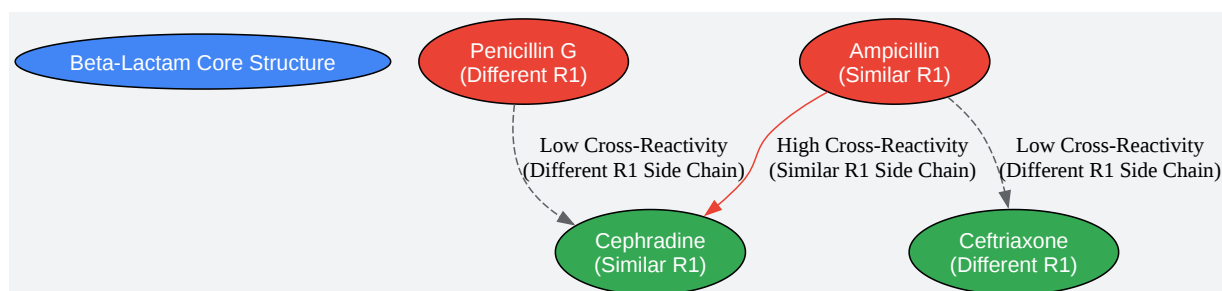 Beta-Lactam Core Structure
Penicillin G
(Different R1)
Ampicillin
(Similar R1)
Low Cross-Reactivity
(Different R1 Side Chain)
High Cross-Reactivity
(Similar R1 Side Chain)
Low Cross-Reactivity
(Different R1 Side Chain)
Cephradine
(Similar R1)
Ceftriaxone
(Different R1)